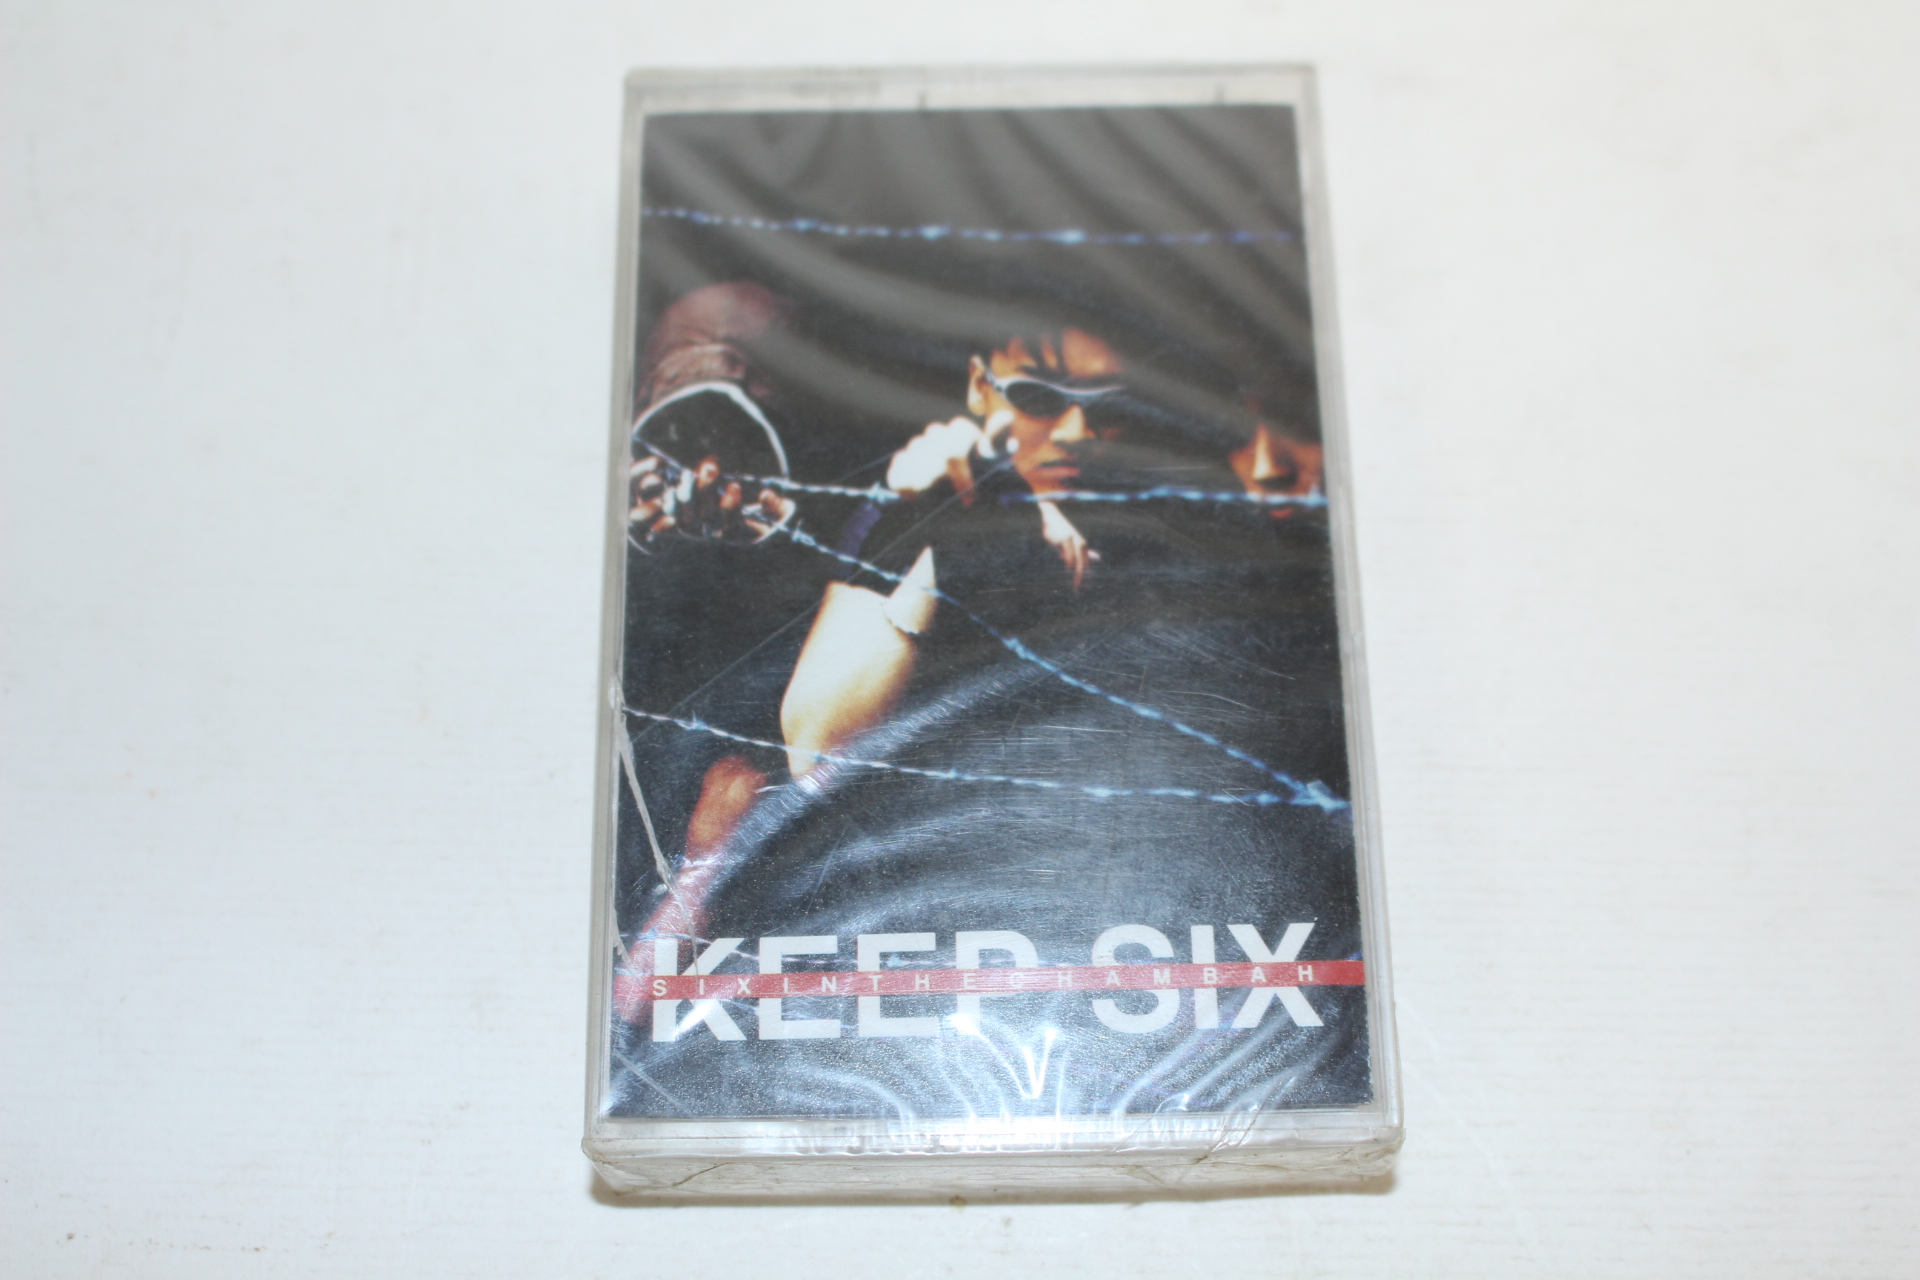 KEEP SIX
SIX IN THE CHAMBAH